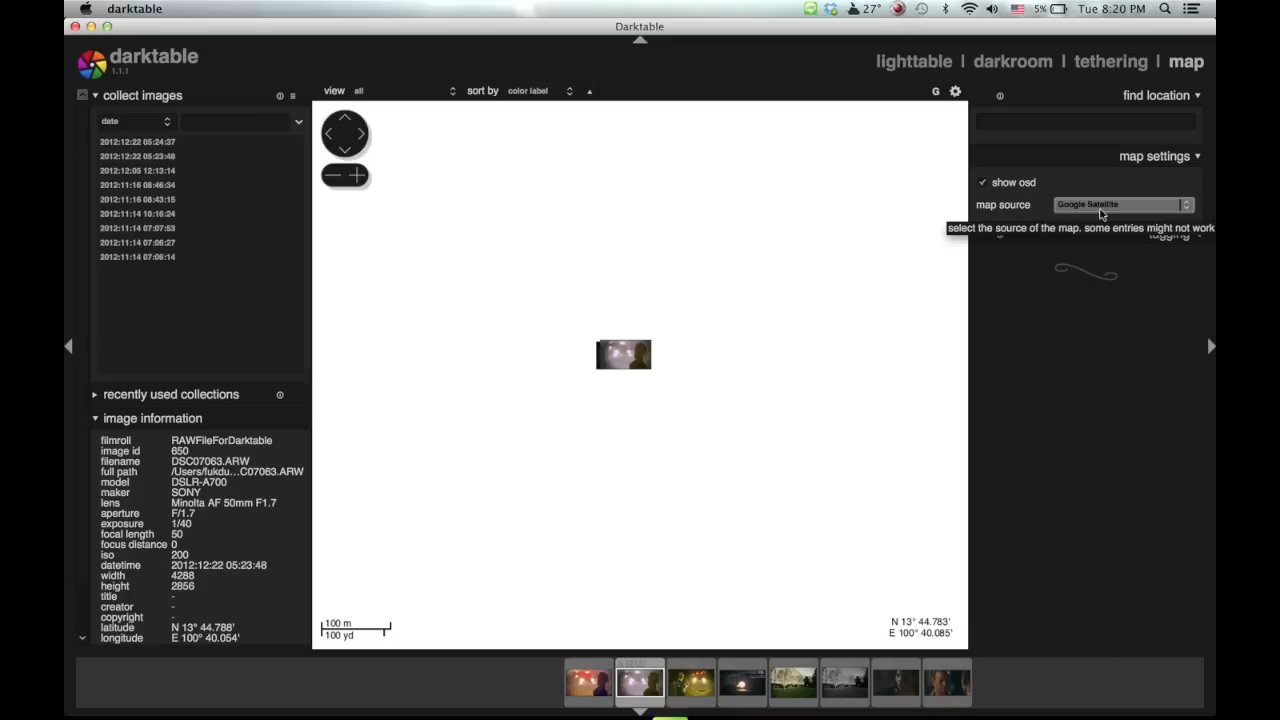 darktable
27°
5%
Tue 8:20 PM
Darktable
darktable
1.1.1
lighttable | darkroom | tethering | map
collect images
view all
sort by color label
G
find location
date
2012:12:22 05:24:37
2012:12:22 05:23:48
2012:12:05 12:13:14
2012:11:16 08:46:34
2012:11:16 08:43:15
2012:11:14 10:16:24
2012:11:14 07:07:53
2012:11:14 07:06:27
2012:11:14 07:06:14
map settings
show osd
map source Google Satellite
select the source of the map. some entries might not work
tagging
recently used collections
image information
filmroll RAWFileForDarktable
image id 650
filename DSC07063.ARW
full path /Users/fukdu...C07063.ARW
model DSLR-A700
maker SONY
lens Minolta AF 50mm F1.7
aperture F/1.7
exposure 1/40
focal length 50
focus distance 0
iso 200
datetime 2012:12:22 05:23:48
width 4288
height 2856
title -
creator -
copyright -
latitude N 13° 44.788'
longitude E 100° 40.054'
100 m
100 yd
N 13° 44.783'
E 100° 40.085'